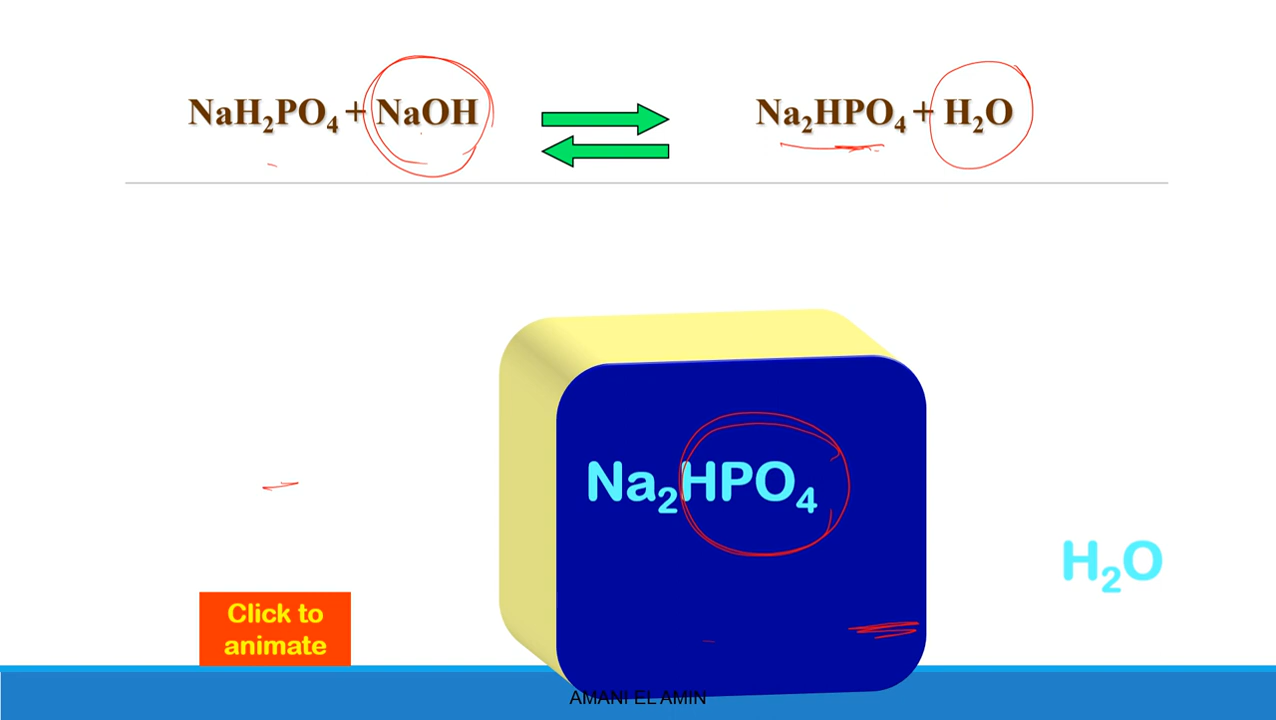 NaH₂PO₄ + NaOH Na₂HPO₄ + H₂O
Na₂HPO₄
H₂O
Click to
animate
AMANI EL AMIN